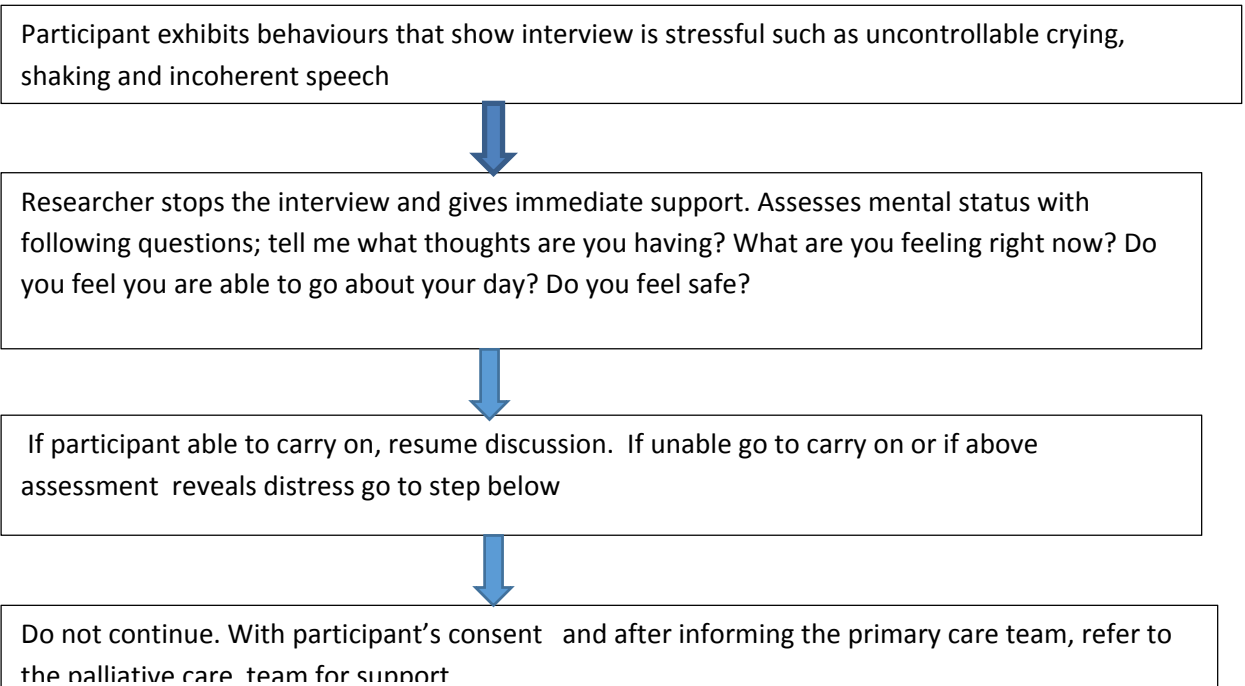 Participant exhibits behaviours that show interview is stressful such as uncontrollable crying,
shaking and incoherent speech
Researcher stops the interview and gives immediate support. Assesses mental status with
following questions; tell me what thoughts are you having? What are you feeling right now? Do
you feel you are able to go about your day? Do you feel safe?
If participant able to carry on, resume discussion. If unable go to carry on or if above
assessment reveals distress go to step below
Do not continue. With participant's consent and after informing the primary care team, refer to
the palliative care team for support